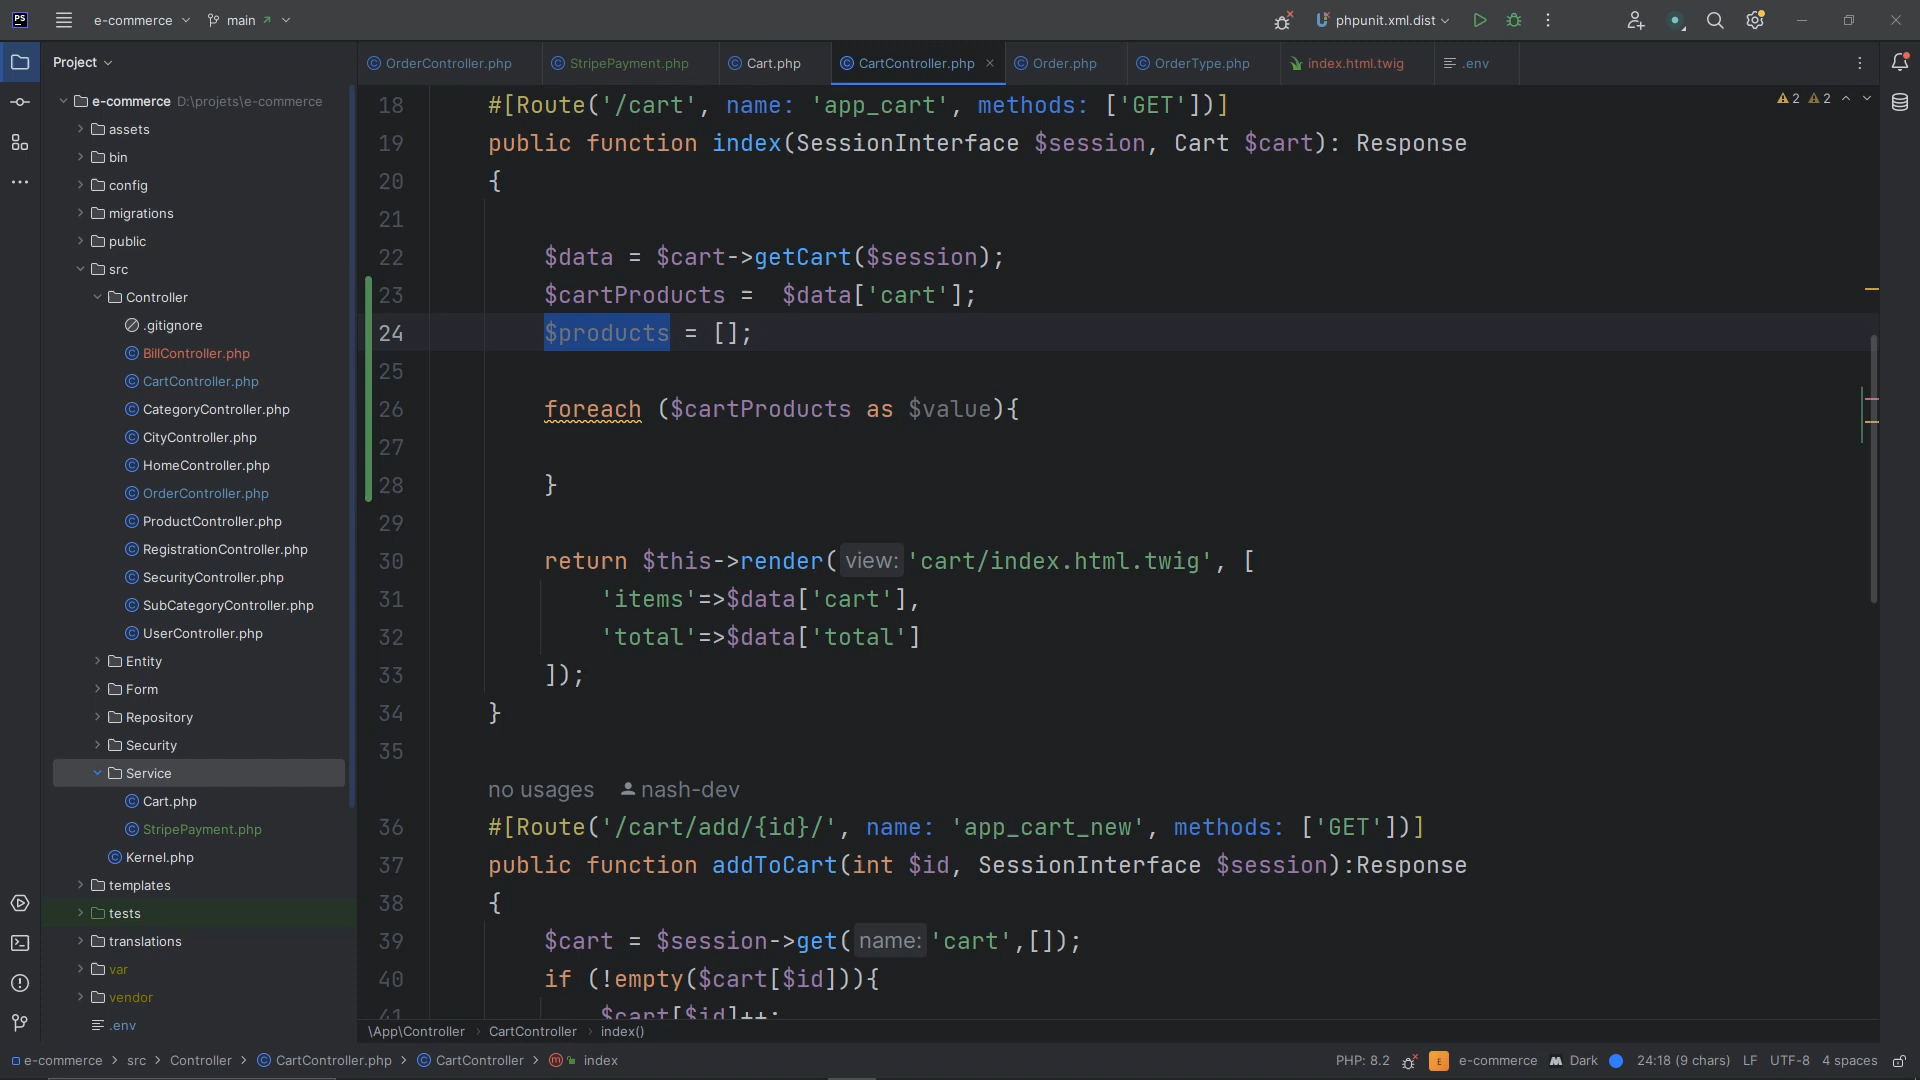 PS
e-commerce
main
phpunit.xml.dist
Project
OrderController.php
StripePayment.php
Cart.php
CartController.php
Order.php
OrderType.php
index.html.twig
.env
e-commerce D:\projets\e-commerce
assets
bin
config
migrations
public
src
Controller
.gitignore
BillController.php
CartController.php
CategoryController.php
CityController.php
HomeController.php
OrderController.php
ProductController.php
RegistrationController.php
SecurityController.php
SubCategoryController.php
UserController.php
Entity
Form
Repository
Security
Service
Cart.php
StripePayment.php
Kernel.php
templates
tests
translations
var
vendor
.env
2 2
18 #[Route('/cart', name: 'app_cart', methods: ['GET'])]
19 public function index(SessionInterface $session, Cart $cart): Response
20 {
21
22 $data = $cart->getCart($session);
23 $cartProducts =  $data['cart'];
24 $products = [];
25
26 foreach ($cartProducts as $value){
27
28 }
29
30 return $this->render( view: 'cart/index.html.twig', [
31 'items'=>$data['cart'],
32 'total'=>$data['total']
33 ]);
34 }
35
no usages nash-dev
36 #[Route('/cart/add/{id}/', name: 'app_cart_new', methods: ['GET'])]
37 public function addToCart(int $id, SessionInterface $session):Response
38 {
39 $cart = $session->get( name: 'cart',[]);
40 if (!empty($cart[$id])){
41 $cart[$id]++;
\App\Controller › CartController › index()
e-commerce > src > Controller > CartController.php > CartController > m index
PHP: 8.2 E e-commerce Dark 24:18 (9 chars) LF UTF-8 4 spaces